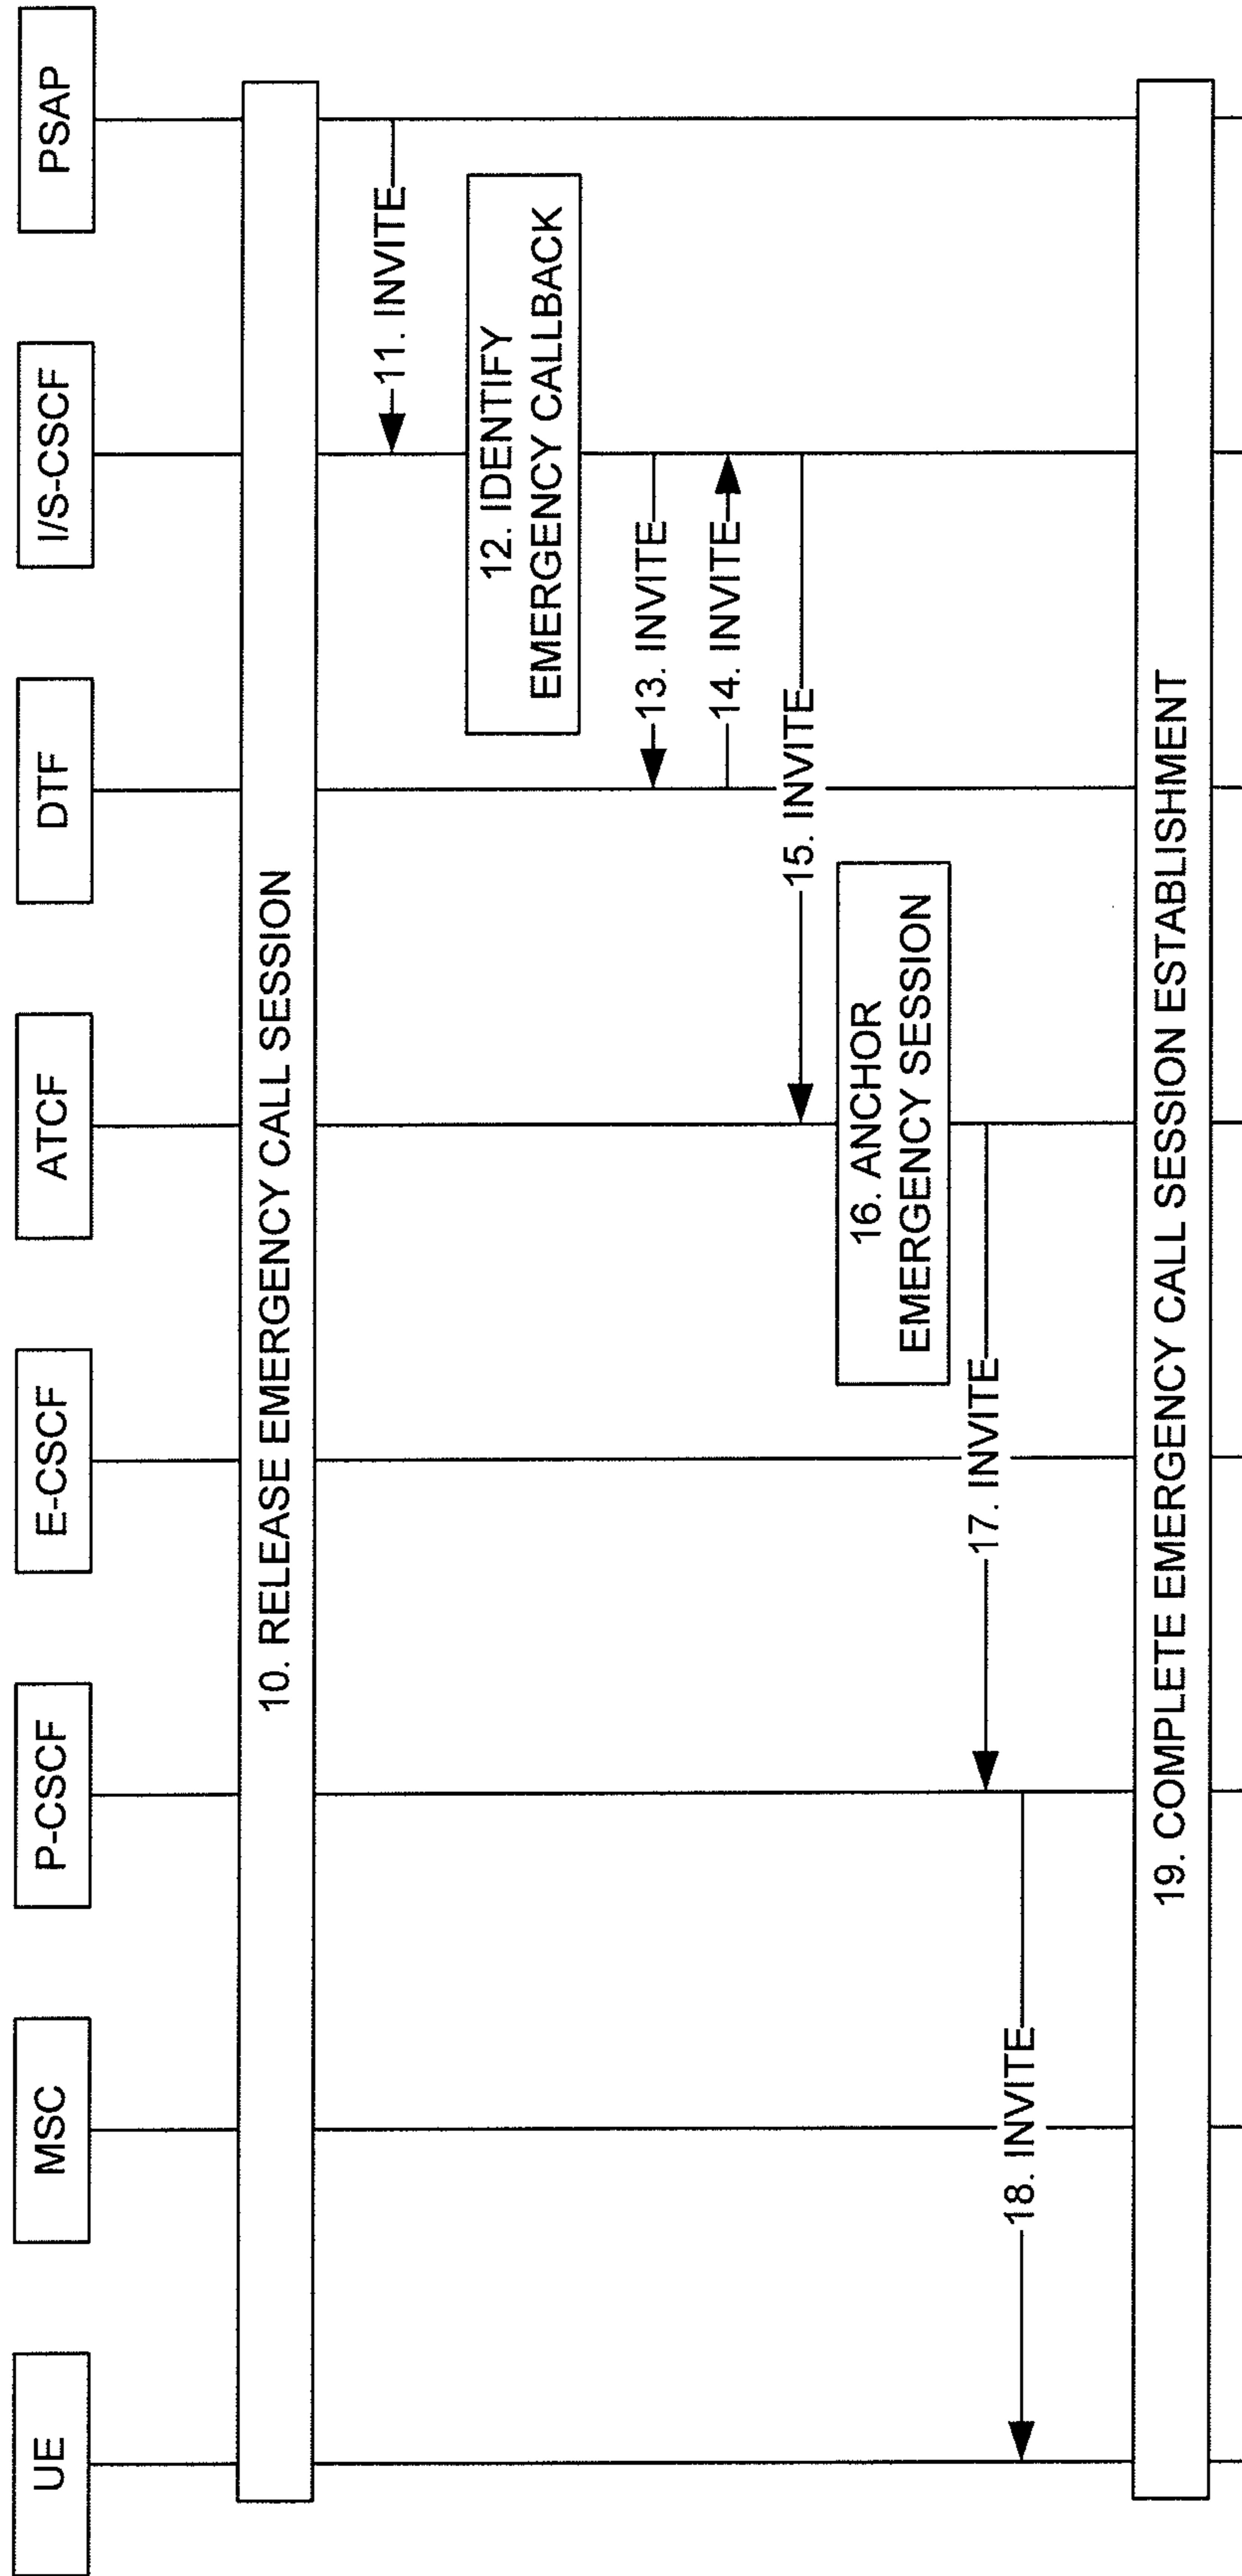 UE
MSC
P-CSCF
E-CSCF
ATCF
DTF
I/S-CSCF
PSAP
10. RELEASE EMERGENCY CALL SESSION
11. INVITE
12. IDENTIFY
EMERGENCY CALLBACK
13. INVITE
14. INVITE
15. INVITE
16. ANCHOR
EMERGENCY SESSION
17. INVITE
18. INVITE
19. COMPLETE EMERGENCY CALL SESSION ESTABLISHMENT